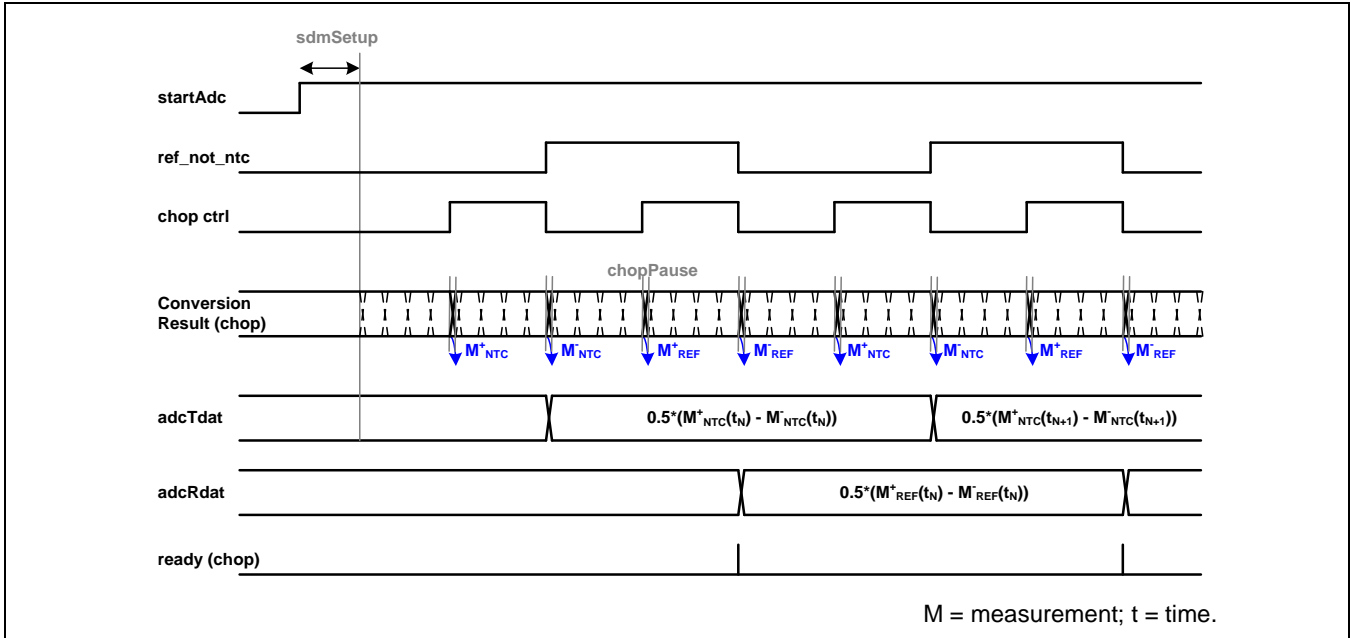 sdmSetup
startAdc
ref_not_ntc
chop ctrl
chopPause
Conversion
Result (chop)
M⁺NTC M⁻NTC M⁺REF M⁻REF M⁺NTC M⁻NTC M⁺REF M⁻REF
adcTdat 0.5*(M⁺NTC(tN) - M⁻NTC(tN)) 0.5*(M⁺NTC(tN+1) - M⁻NTC(tN+1))
adcRdat 0.5*(M⁺REF(tN) - M⁻REF(tN))
ready (chop)
M = measurement; t = time.